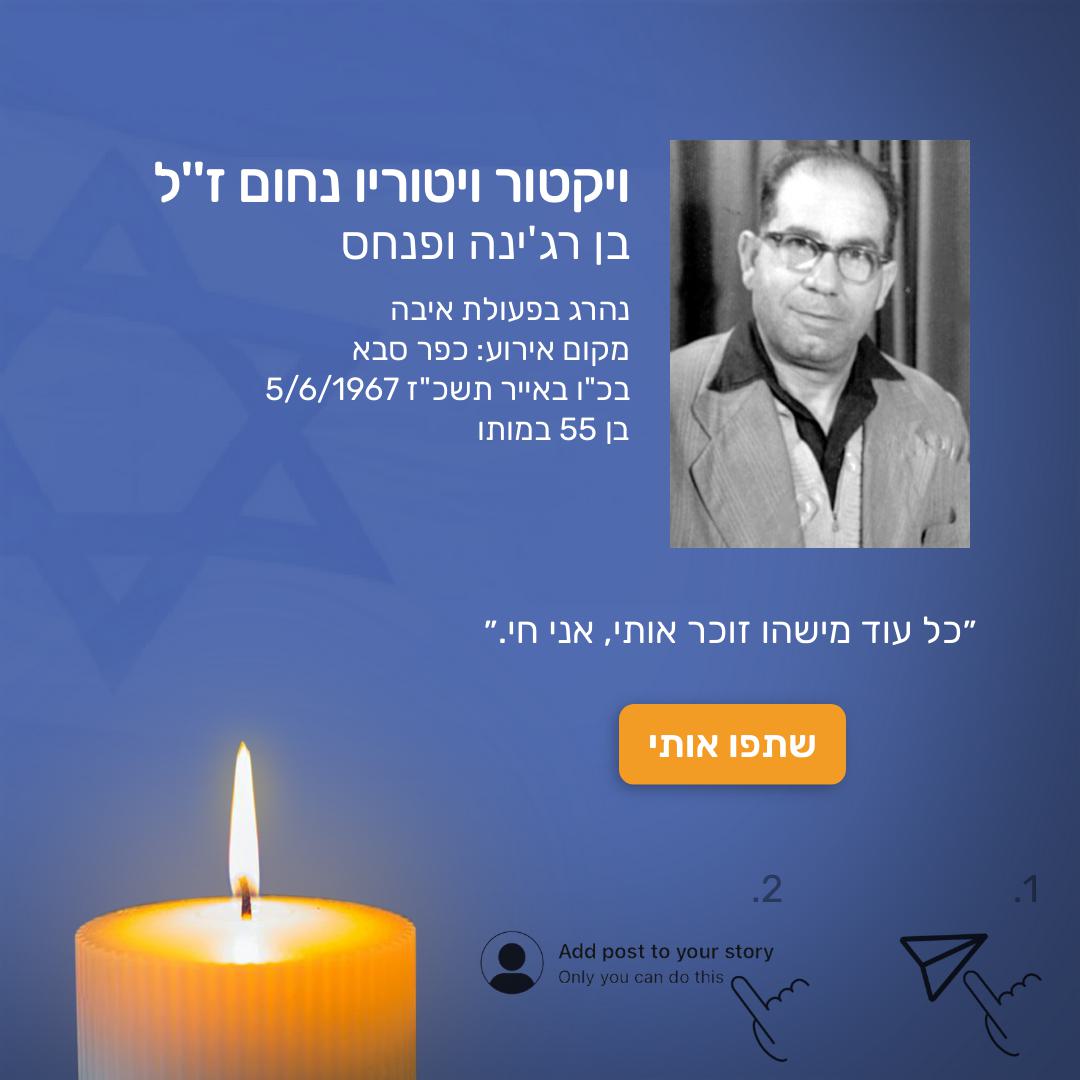 ויקטור ויטוריו נחום ז"ל
בן רג'ינה ופנחס
נהרג בפעולת איבה
מקום אירוע: כפר סבא
בכ"ו באייר תשכ"ז 5/6/1967
בן 55 במותו
״כל עוד מישהו זוכר אותי, אני חי.״
שתפו אותי
1.
2.
Add post to your story
Only you can do this